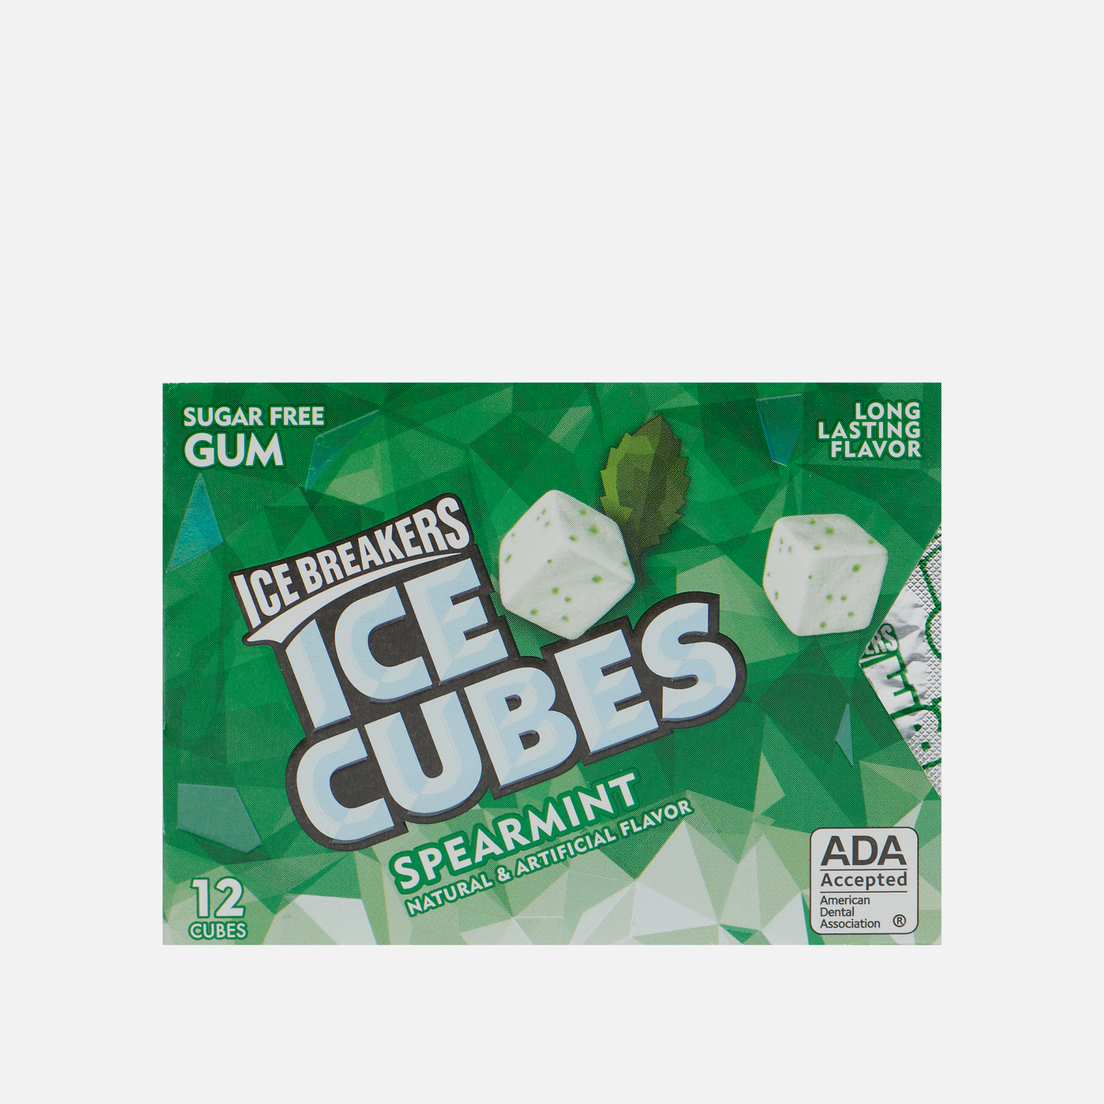 SUGAR FREE
GUM
LONG
LASTING
FLAVOR
ICE BREAKERS
ICE
CUBES
SPEARMINT
NATURAL & ARTIFICIAL FLAVOR
12
CUBES
ADA
Accepted
American
Dental
Association ®